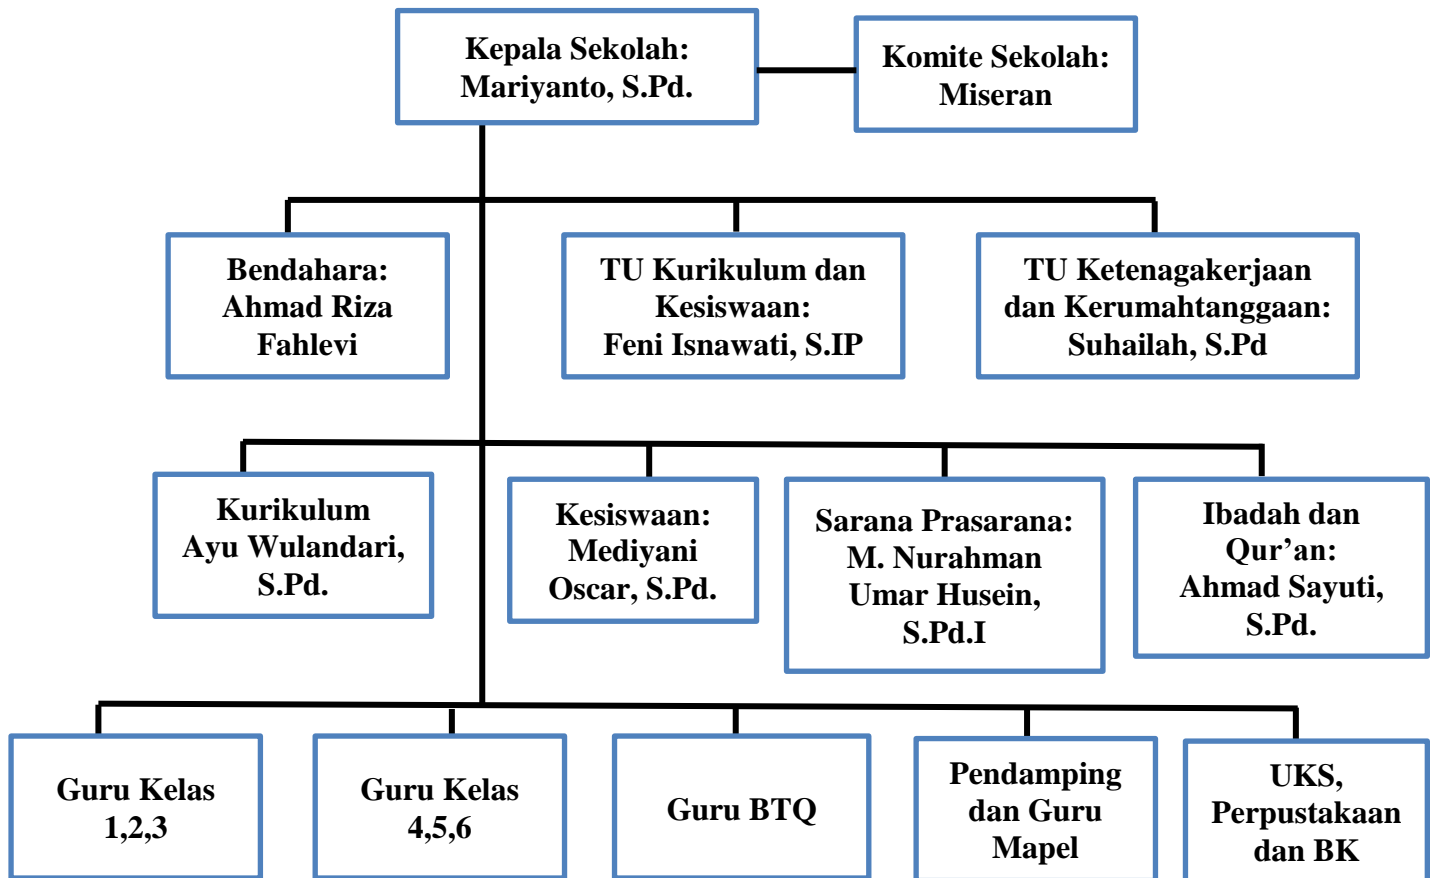 Kepala Sekolah:
Mariyanto, S.Pd.
Komite Sekolah:
Miseran
Bendahara:
Ahmad Riza
Fahlevi
TU Kurikulum dan
Kesiswaan:
Feni Isnawati, S.IP
TU Ketenagakerjaan
dan Kerumahtanggaan:
Suhailah, S.Pd
Kurikulum
Ayu Wulandari,
S.Pd.
Kesiswaan:
Mediyani
Oscar, S.Pd.
Sarana Prasarana:
M. Nurahman
Umar Husein,
S.Pd.I
Ibadah dan
Qur’an:
Ahmad Sayuti,
S.Pd.
Guru Kelas
1,2,3
Guru Kelas
4,5,6
Guru BTQ
Pendamping
dan Guru
Mapel
UKS,
Perpustakaan
dan BK